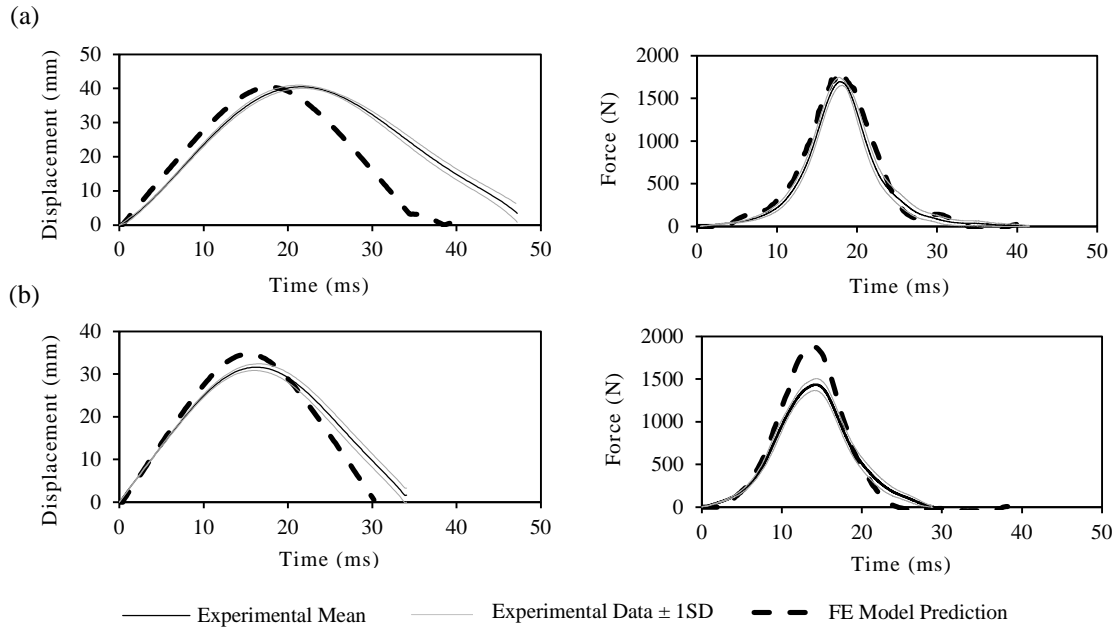 (a)
Displacement (mm)
50
40
30
20
10
0
0 10 20 30 40 50
Time (ms)
Force (N)
2000
1500
1000
500
0
0 10 20 30 40 50
Time (ms)
(b)
Displacement (mm)
40
30
20
10
0
0 10 20 30 40 50
Time (ms)
Force (N)
2000
1500
1000
500
0
0 10 20 30 40 50
Time (ms)
Experimental Mean Experimental Data ± 1SD FE Model Prediction